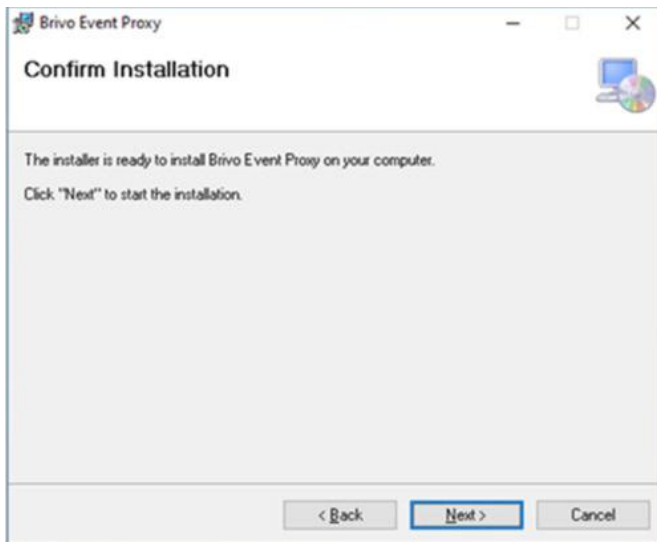 Brivo Event Proxy
Confirm Installation
The installer is ready to install Brivo Event Proxy on your computer.
Click "Next" to start the installation.
< Back
Next >
Cancel